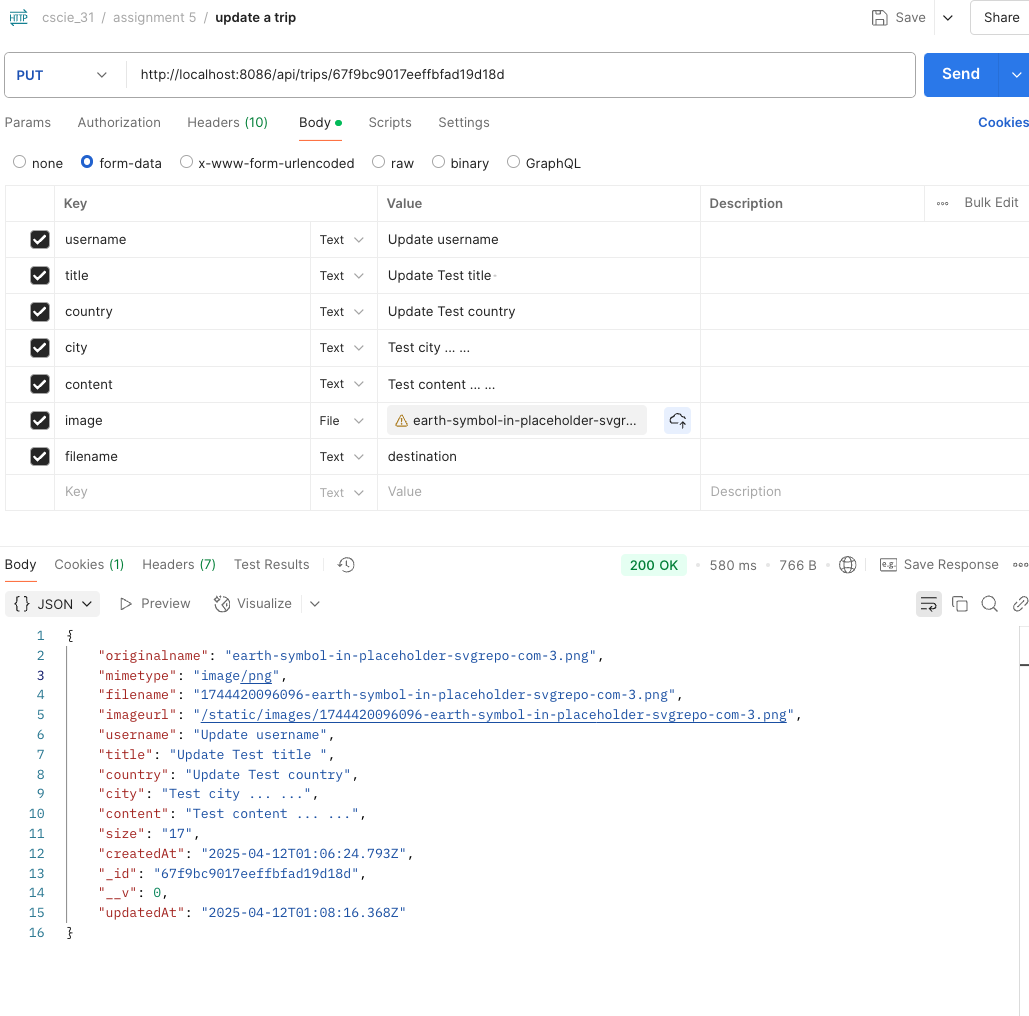 HTTP cscie_31 / assignment 5 / update a trip Save Share
PUT http://localhost:8086/api/trips/67f9bc9017eeffbfad19d18d Send
Params Authorization Headers (10) Body Scripts Settings Cookies
none form-data x-www-form-urlencoded raw binary GraphQL
Key Value Description Bulk Edit
username Text Update username
title Text Update Test title
country Text Update Test country
city Text Test city ... ...
content Text Test content ... ...
image File earth-symbol-in-placeholder-svgr...
filename Text destination
Key Text Value Description
Body Cookies (1) Headers (7) Test Results 200 OK 580 ms 766 B e.g. Save Response
{} JSON Preview Visualize
1 {
2 "originalname": "earth-symbol-in-placeholder-svgrepo-com-3.png",
3 "mimetype": "image/png",
4 "filename": "1744420096096-earth-symbol-in-placeholder-svgrepo-com-3.png",
5 "imageurl": "/static/images/1744420096096-earth-symbol-in-placeholder-svgrepo-com-3.png",
6 "username": "Update username",
7 "title": "Update Test title ",
8 "country": "Update Test country",
9 "city": "Test city ... ...",
10 "content": "Test content ... ...",
11 "size": "17",
12 "createdAt": "2025-04-12T01:06:24.793Z",
13 "_id": "67f9bc9017eeffbfad19d18d",
14 "__v": 0,
15 "updatedAt": "2025-04-12T01:08:16.368Z"
16 }